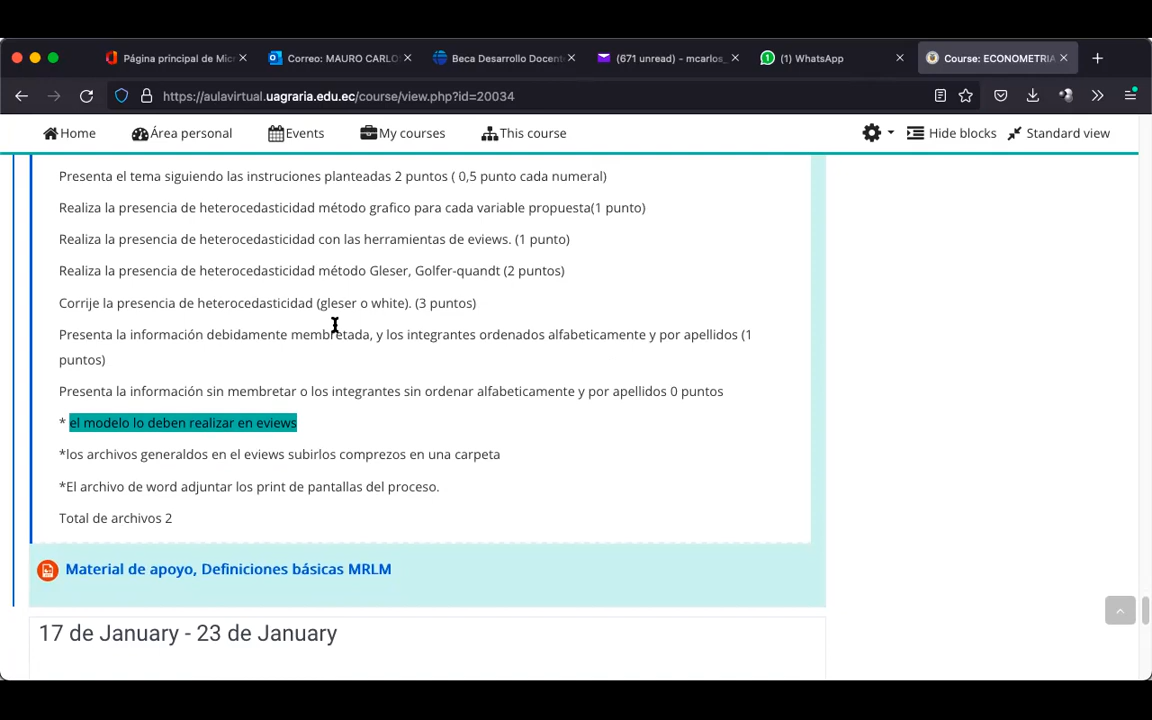 Página principal de Mic
Correo: MAURO CARLO
Beca Desarrollo Docent
(671 unread) - mcarlos_
(1) WhatsApp
Course: ECONOMETRIA
https://aulavirtual.uagraria.edu.ec/course/view.php?id=20034
Home Área personal Events My courses This course Hide blocks Standard view
Presenta el tema siguiendo las instruciones planteadas 2 puntos ( 0,5 punto cada numeral)
Realiza la presencia de heterocedasticidad método grafico para cada variable propuesta(1 punto)
Realiza la presencia de heterocedasticidad con las herramientas de eviews. (1 punto)
Realiza la presencia de heterocedasticidad método Gleser, Golfer-quandt (2 puntos)
Corrije la presencia de heterocedasticidad (gleser o white). (3 puntos)
Presenta la información debidamente membretada, y los integrantes ordenados alfabeticamente y por apellidos (1
puntos)
Presenta la información sin membretar o los integrantes sin ordenar alfabeticamente y por apellidos 0 puntos
* el modelo lo deben realizar en eviews
*los archivos generaldos en el eviews subirlos comprezos en una carpeta
*El archivo de word adjuntar los print de pantallas del proceso.
Total de archivos 2
Material de apoyo, Definiciones básicas MRLM
17 de January - 23 de January